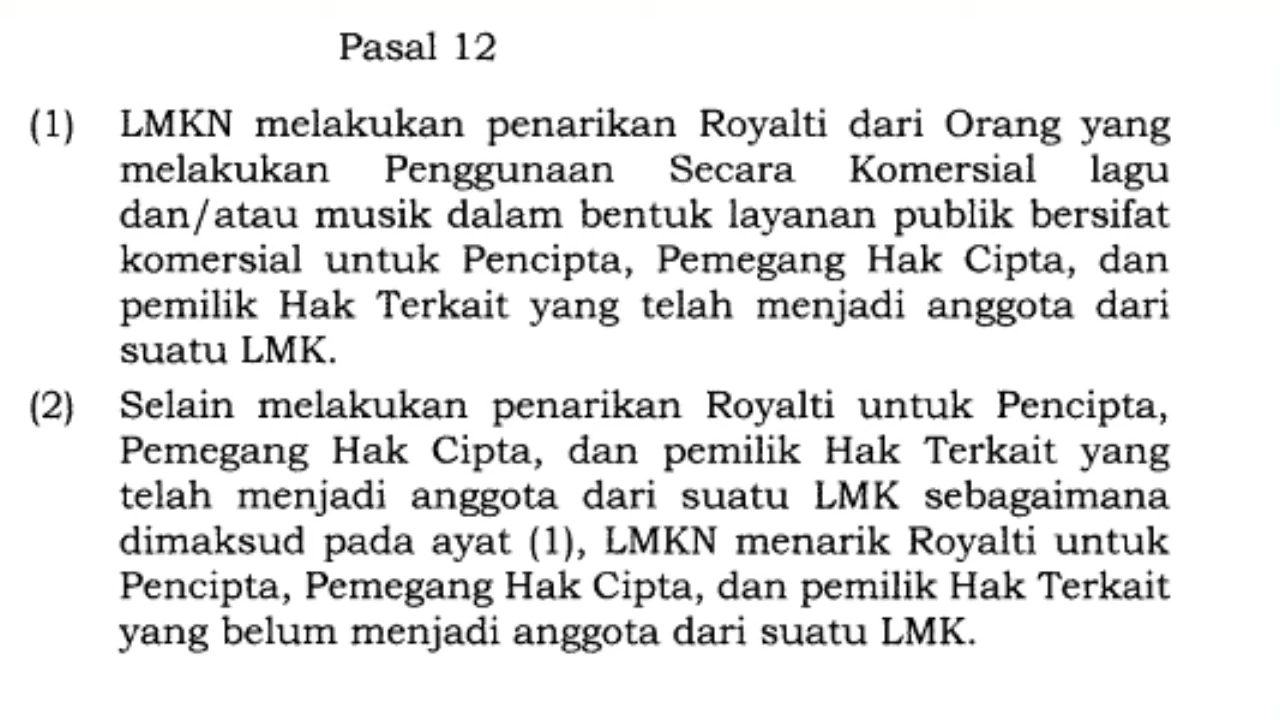 Pasal 12
(1) LMKN melakukan penarikan Royalti dari Orang yang
melakukan Penggunaan Secara Komersial lagu
dan/atau musik dalam bentuk layanan publik bersifat
komersial untuk Pencipta, Pemegang Hak Cipta, dan
pemilik Hak Terkait yang telah menjadi anggota dari
suatu LMK.
(2) Selain melakukan penarikan Royalti untuk Pencipta,
Pemegang Hak Cipta, dan pemilik Hak Terkait yang
telah menjadi anggota dari suatu LMK sebagaimana
dimaksud pada ayat (1), LMKN menarik Royalti untuk
Pencipta, Pemegang Hak Cipta, dan pemilik Hak Terkait
yang belum menjadi anggota dari suatu LMK.